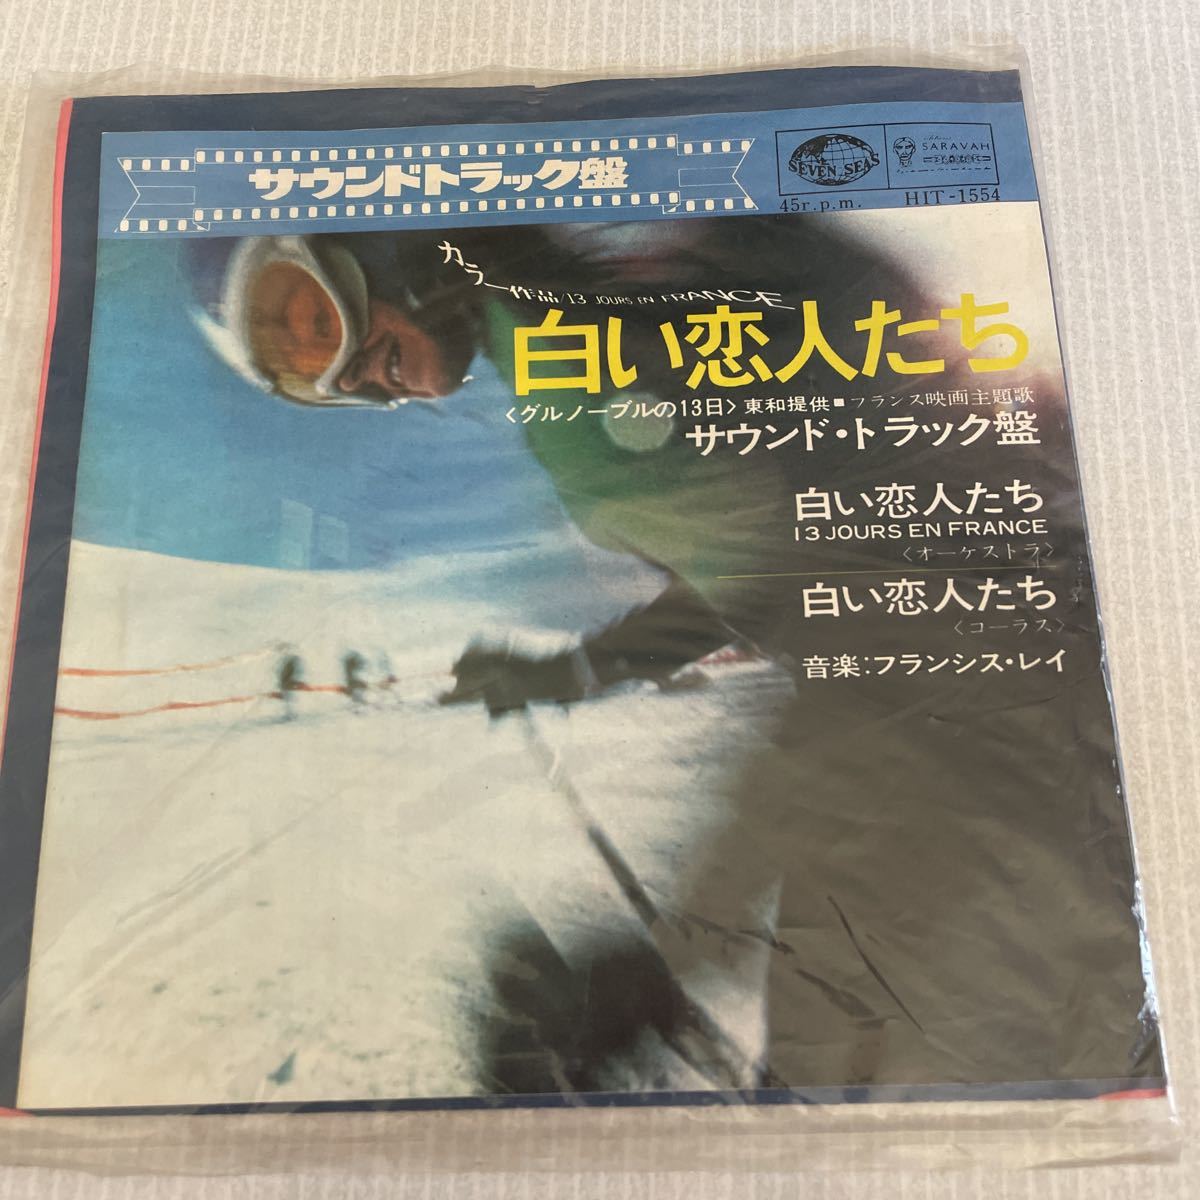 サウンドトラック盤
SEVEN SEAS
SARAVAH
45r.p.m.
HIT-1554
カラー作品/13 JOURS EN FRANCE
白い恋人たち
〈グルノーブルの13日〉東和提供■フランス映画主題歌
サウンド・トラック盤
白い恋人たち
13 JOURS EN FRANCE
〈オーケストラ〉
白い恋人たち
〈コーラス〉
音楽:フランシス・レイ